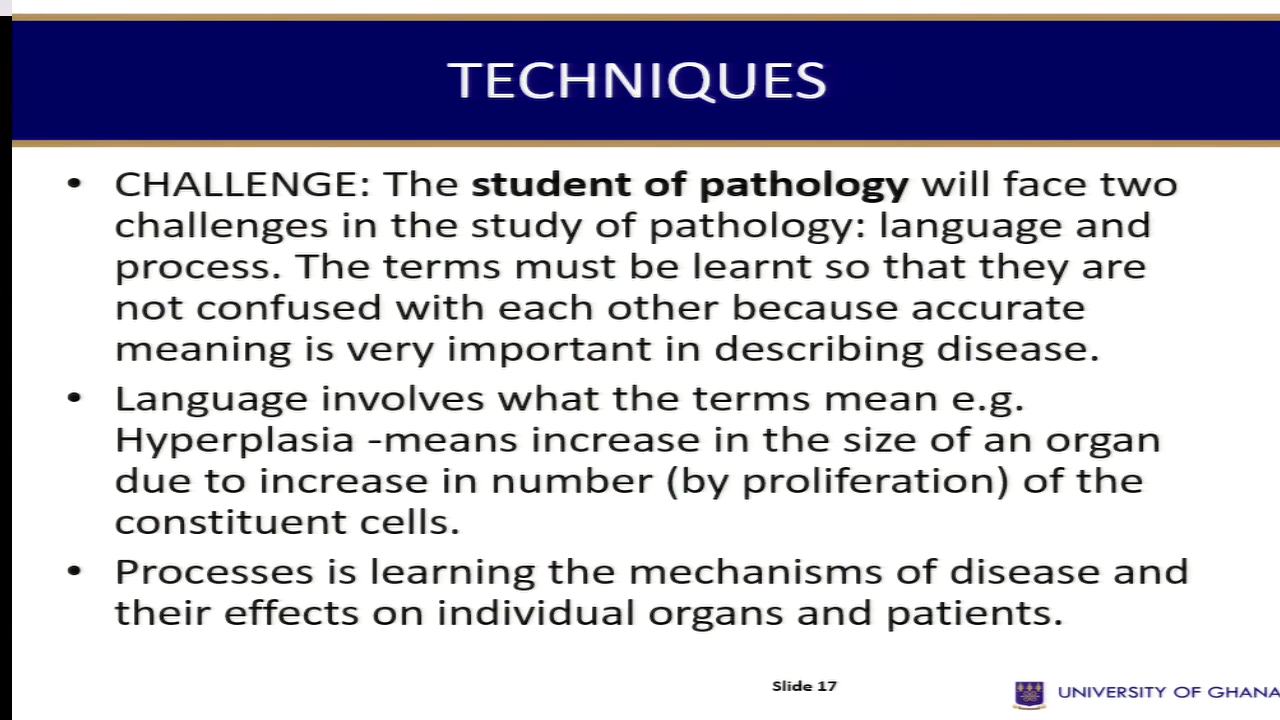 TECHNIQUES
• CHALLENGE: The student of pathology will face two
challenges in the study of pathology: language and
process. The terms must be learnt so that they are
not confused with each other because accurate
meaning is very important in describing disease.
• Language involves what the terms mean e.g.
Hyperplasia -means increase in the size of an organ
due to increase in number (by proliferation) of the
constituent cells.
• Processes is learning the mechanisms of disease and
their effects on individual organs and patients.
Slide 17
UNIVERSITY OF GHANA